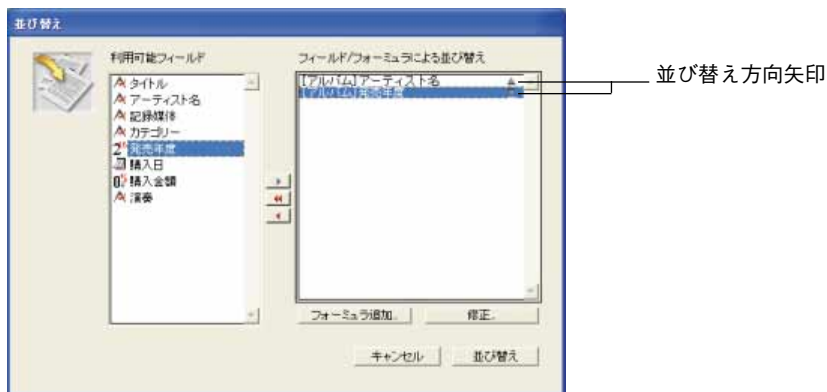 並び替え
利用可能フィールド
フィールド/フォーミュラによる並び替え
タイトル
アーティスト名
記録媒体
カテゴリー
発売年度
購入日
購入金額
演奏
[アルバム]アーティスト名
[アルバム]発売年度
並び替え方向矢印
フォーミュラ追加...
修正...
キャンセル
並び替え